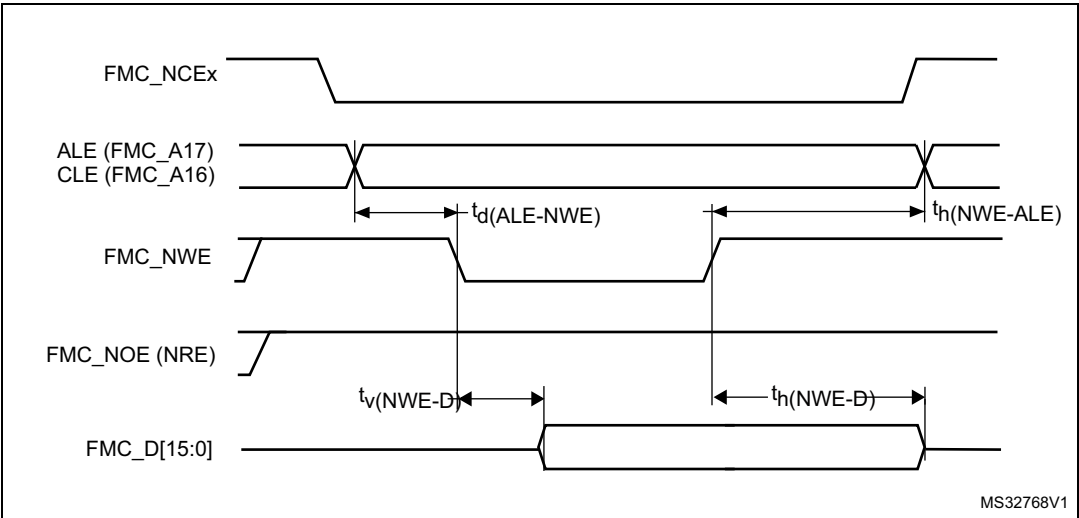 FMC_NCEx
ALE (FMC_A17)
CLE (FMC_A16)
td(ALE-NWE)
th(NWE-ALE)
FMC_NWE
FMC_NOE (NRE)
tv(NWE-D)
th(NWE-D)
FMC_D[15:0]
MS32768V1